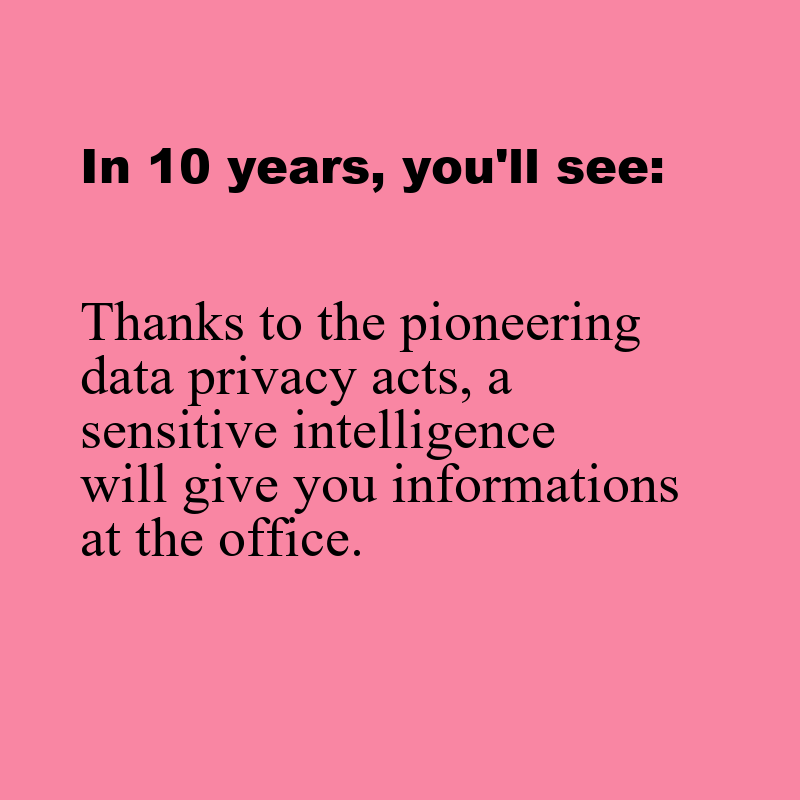 In 10 years, you'll see:
Thanks to the pioneering
data privacy acts, a
sensitive intelligence
will give you informations
at the office.